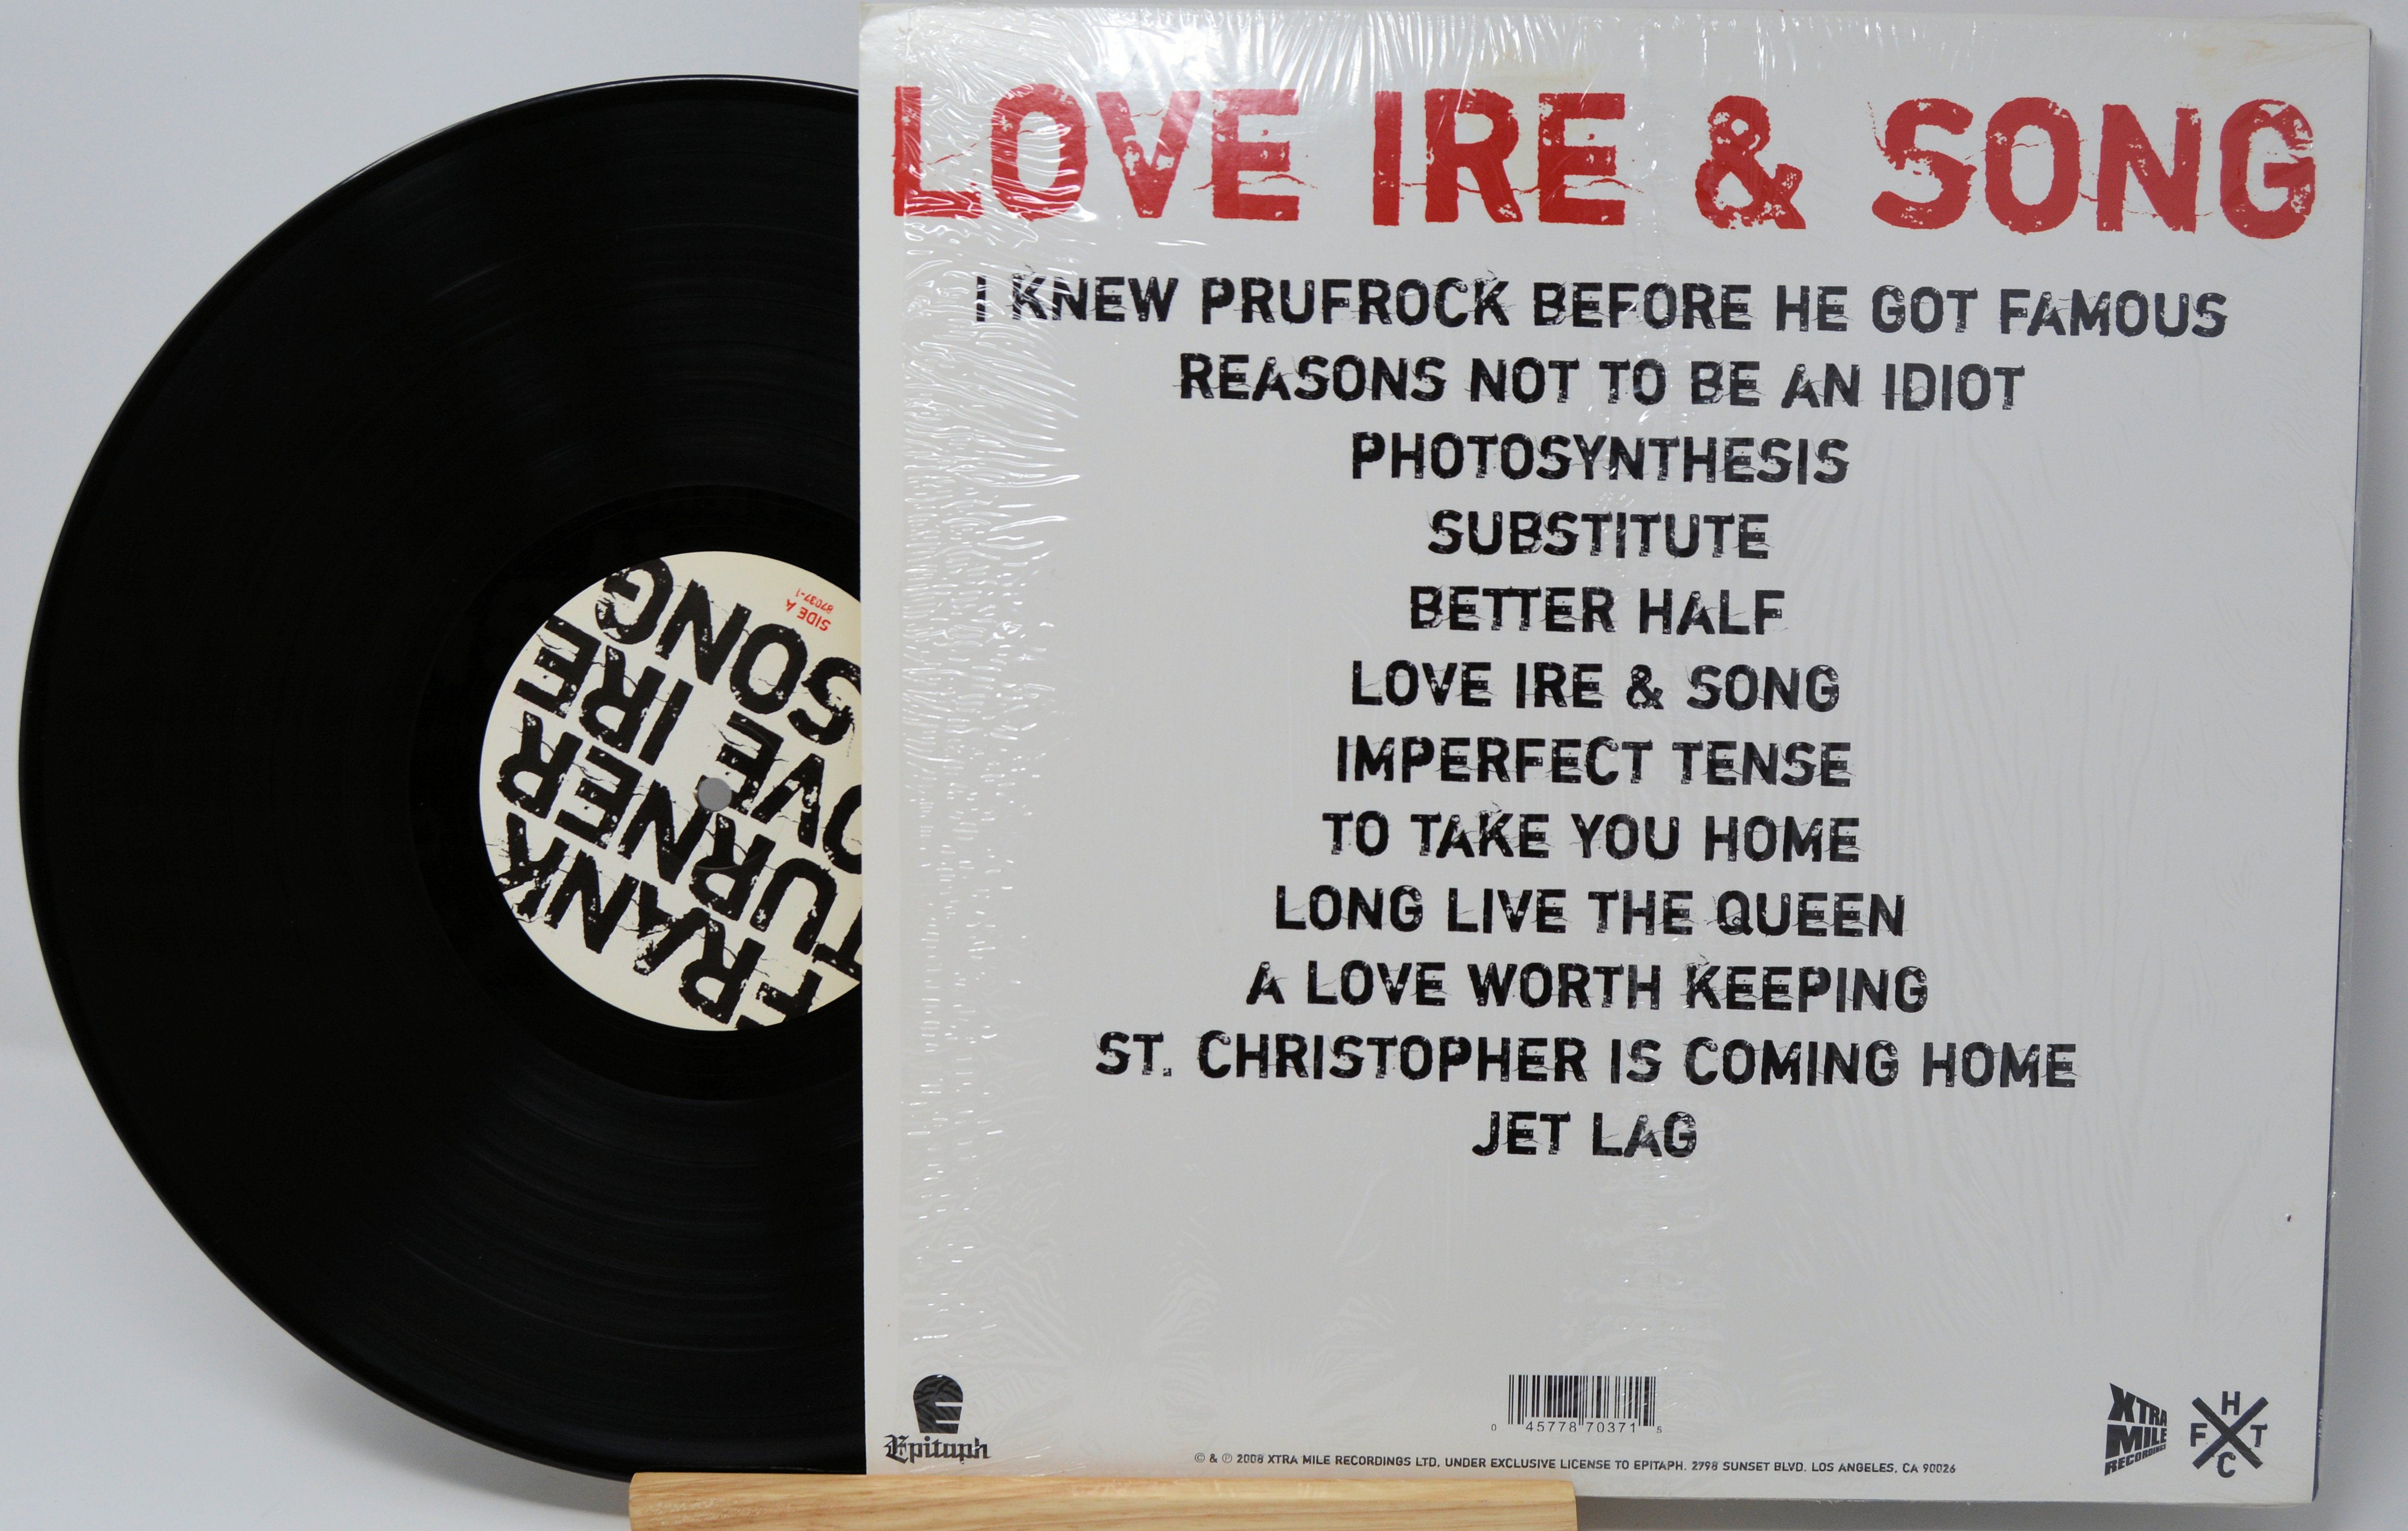 LOVE IRE & SONG
I KNEW PRUFROCK BEFORE HE GOT FAMOUS
REASONS NOT TO BE AN IDIOT
PHOTOSYNTHESIS
SUBSTITUTE
BETTER HALF
LOVE IRE & SONG
IMPERFECT TENSE
TO TAKE YOU HOME
LONG LIVE THE QUEEN
A LOVE WORTH KEEPING
ST. CHRISTOPHER IS COMING HOME
JET LAG
Epitaph
0 45778 70371 5
© & ℗ 2008 XTRA MILE RECORDINGS LTD, UNDER EXCLUSIVE LICENSE TO EPITAPH. 2798 SUNSET BLVD. LOS ANGELES, CA 90026
XTRA
MILE
RECORDINGS
H
F T
C
FRANK
TURNER
OVE IRE
SONG
SIDE A
87037-1